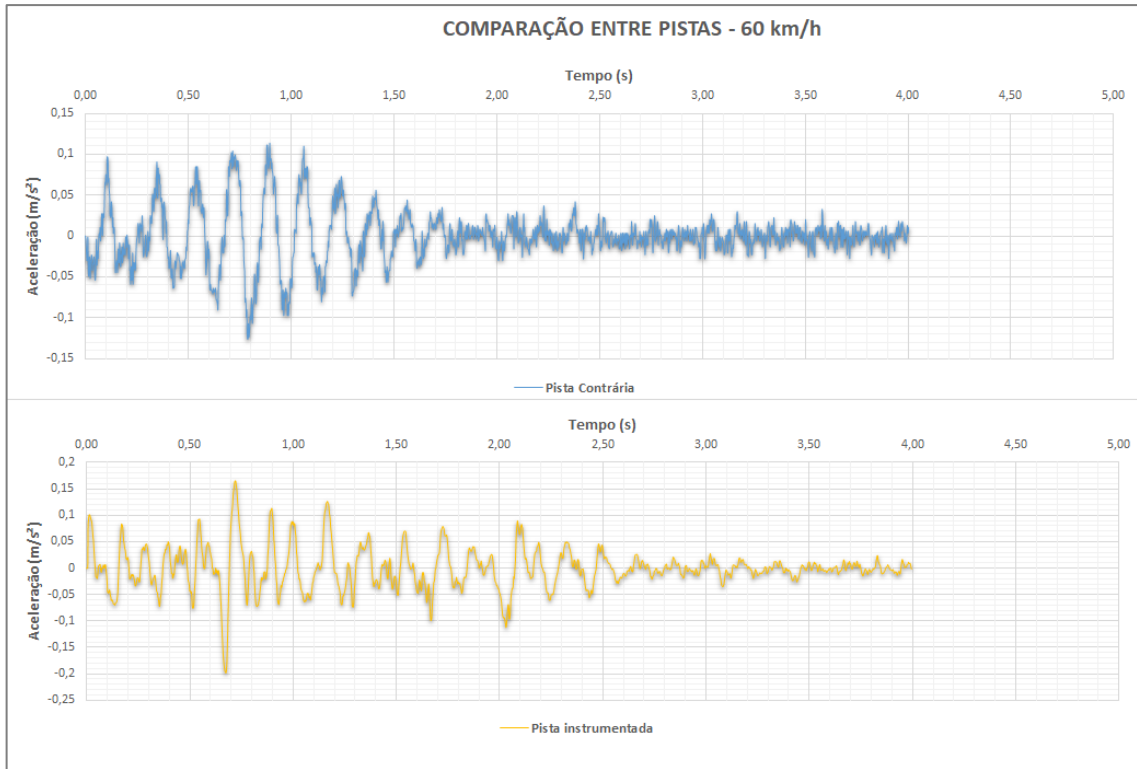 COMPARAÇÃO ENTRE PISTAS - 60 km/h
Tempo (s)
0,00 0,50 1,00 1,50 2,00 2,50 3,00 3,50 4,00 4,50 5,00
Aceleração (m/s²)
0,15
0,1
0,05
0
-0,05
-0,1
-0,15
Pista Contrária
Tempo (s)
0,00 0,50 1,00 1,50 2,00 2,50 3,00 3,50 4,00 4,50 5,00
Aceleração (m/s²)
0,2
0,15
0,1
0,05
0
-0,05
-0,1
-0,15
-0,2
-0,25
Pista instrumentada